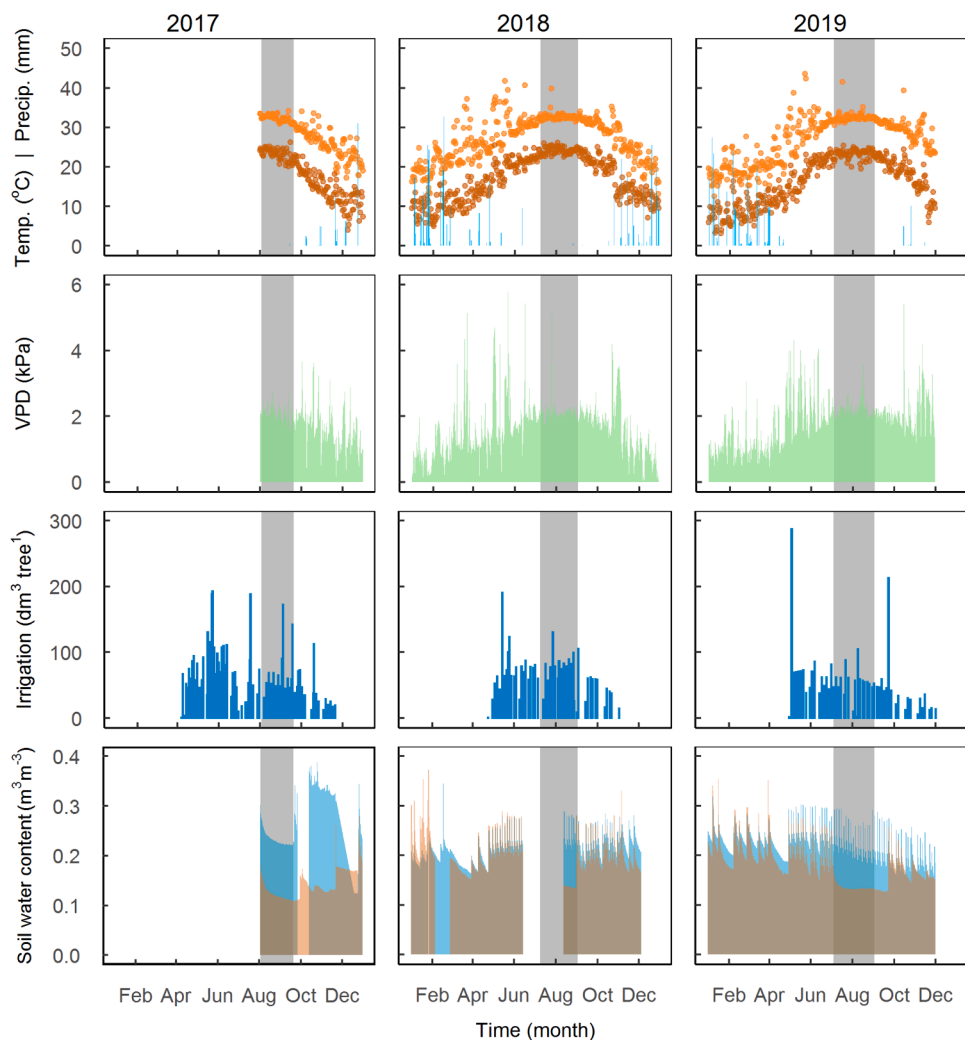 2017 2018 2019
Temp. (°C) | Precip. (mm)
50
40
30
20
10
0
VPD (kPa)
6
4
2
0
Irrigation (dm³ tree¹)
300
200
100
0
Soil water content (m³m-³)
0.4
0.3
0.2
0.1
0.0
Feb Apr Jun Aug Oct Dec Feb Apr Jun Aug Oct Dec Feb Apr Jun Aug Oct Dec
Time (month)